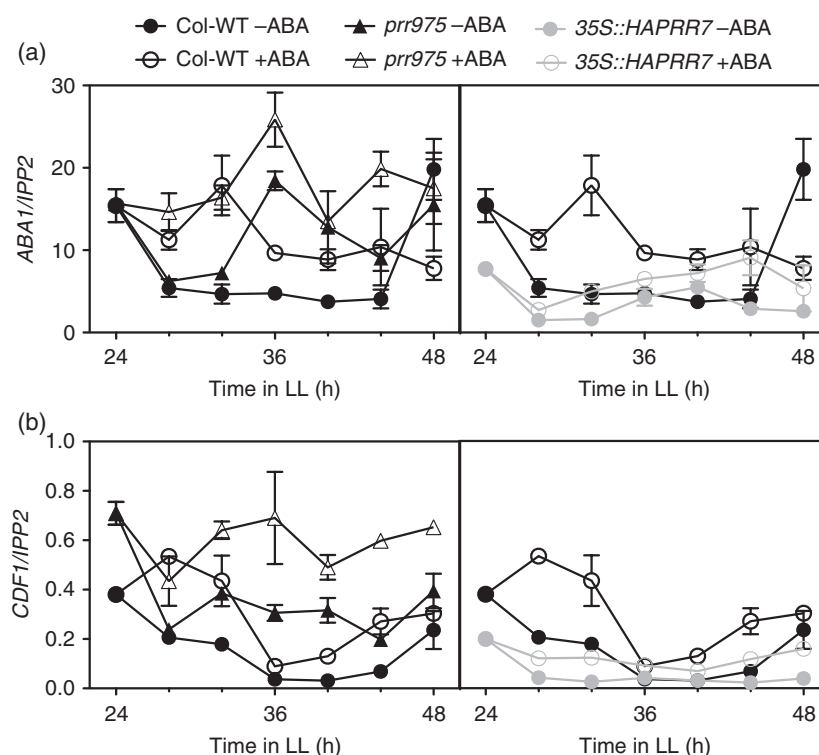 Col-WT –ABA prr975 –ABA 35S::HAPRR7 –ABA
Col-WT +ABA prr975 +ABA 35S::HAPRR7 +ABA
(a)
30
20
10
0
ABA1/IPP2
24 36 48 24 36 48
Time in LL (h) Time in LL (h)
(b)
1.0
0.8
0.6
0.4
0.2
0.0
CDF1/IPP2
24 36 48 24 36 48
Time in LL (h) Time in LL (h)